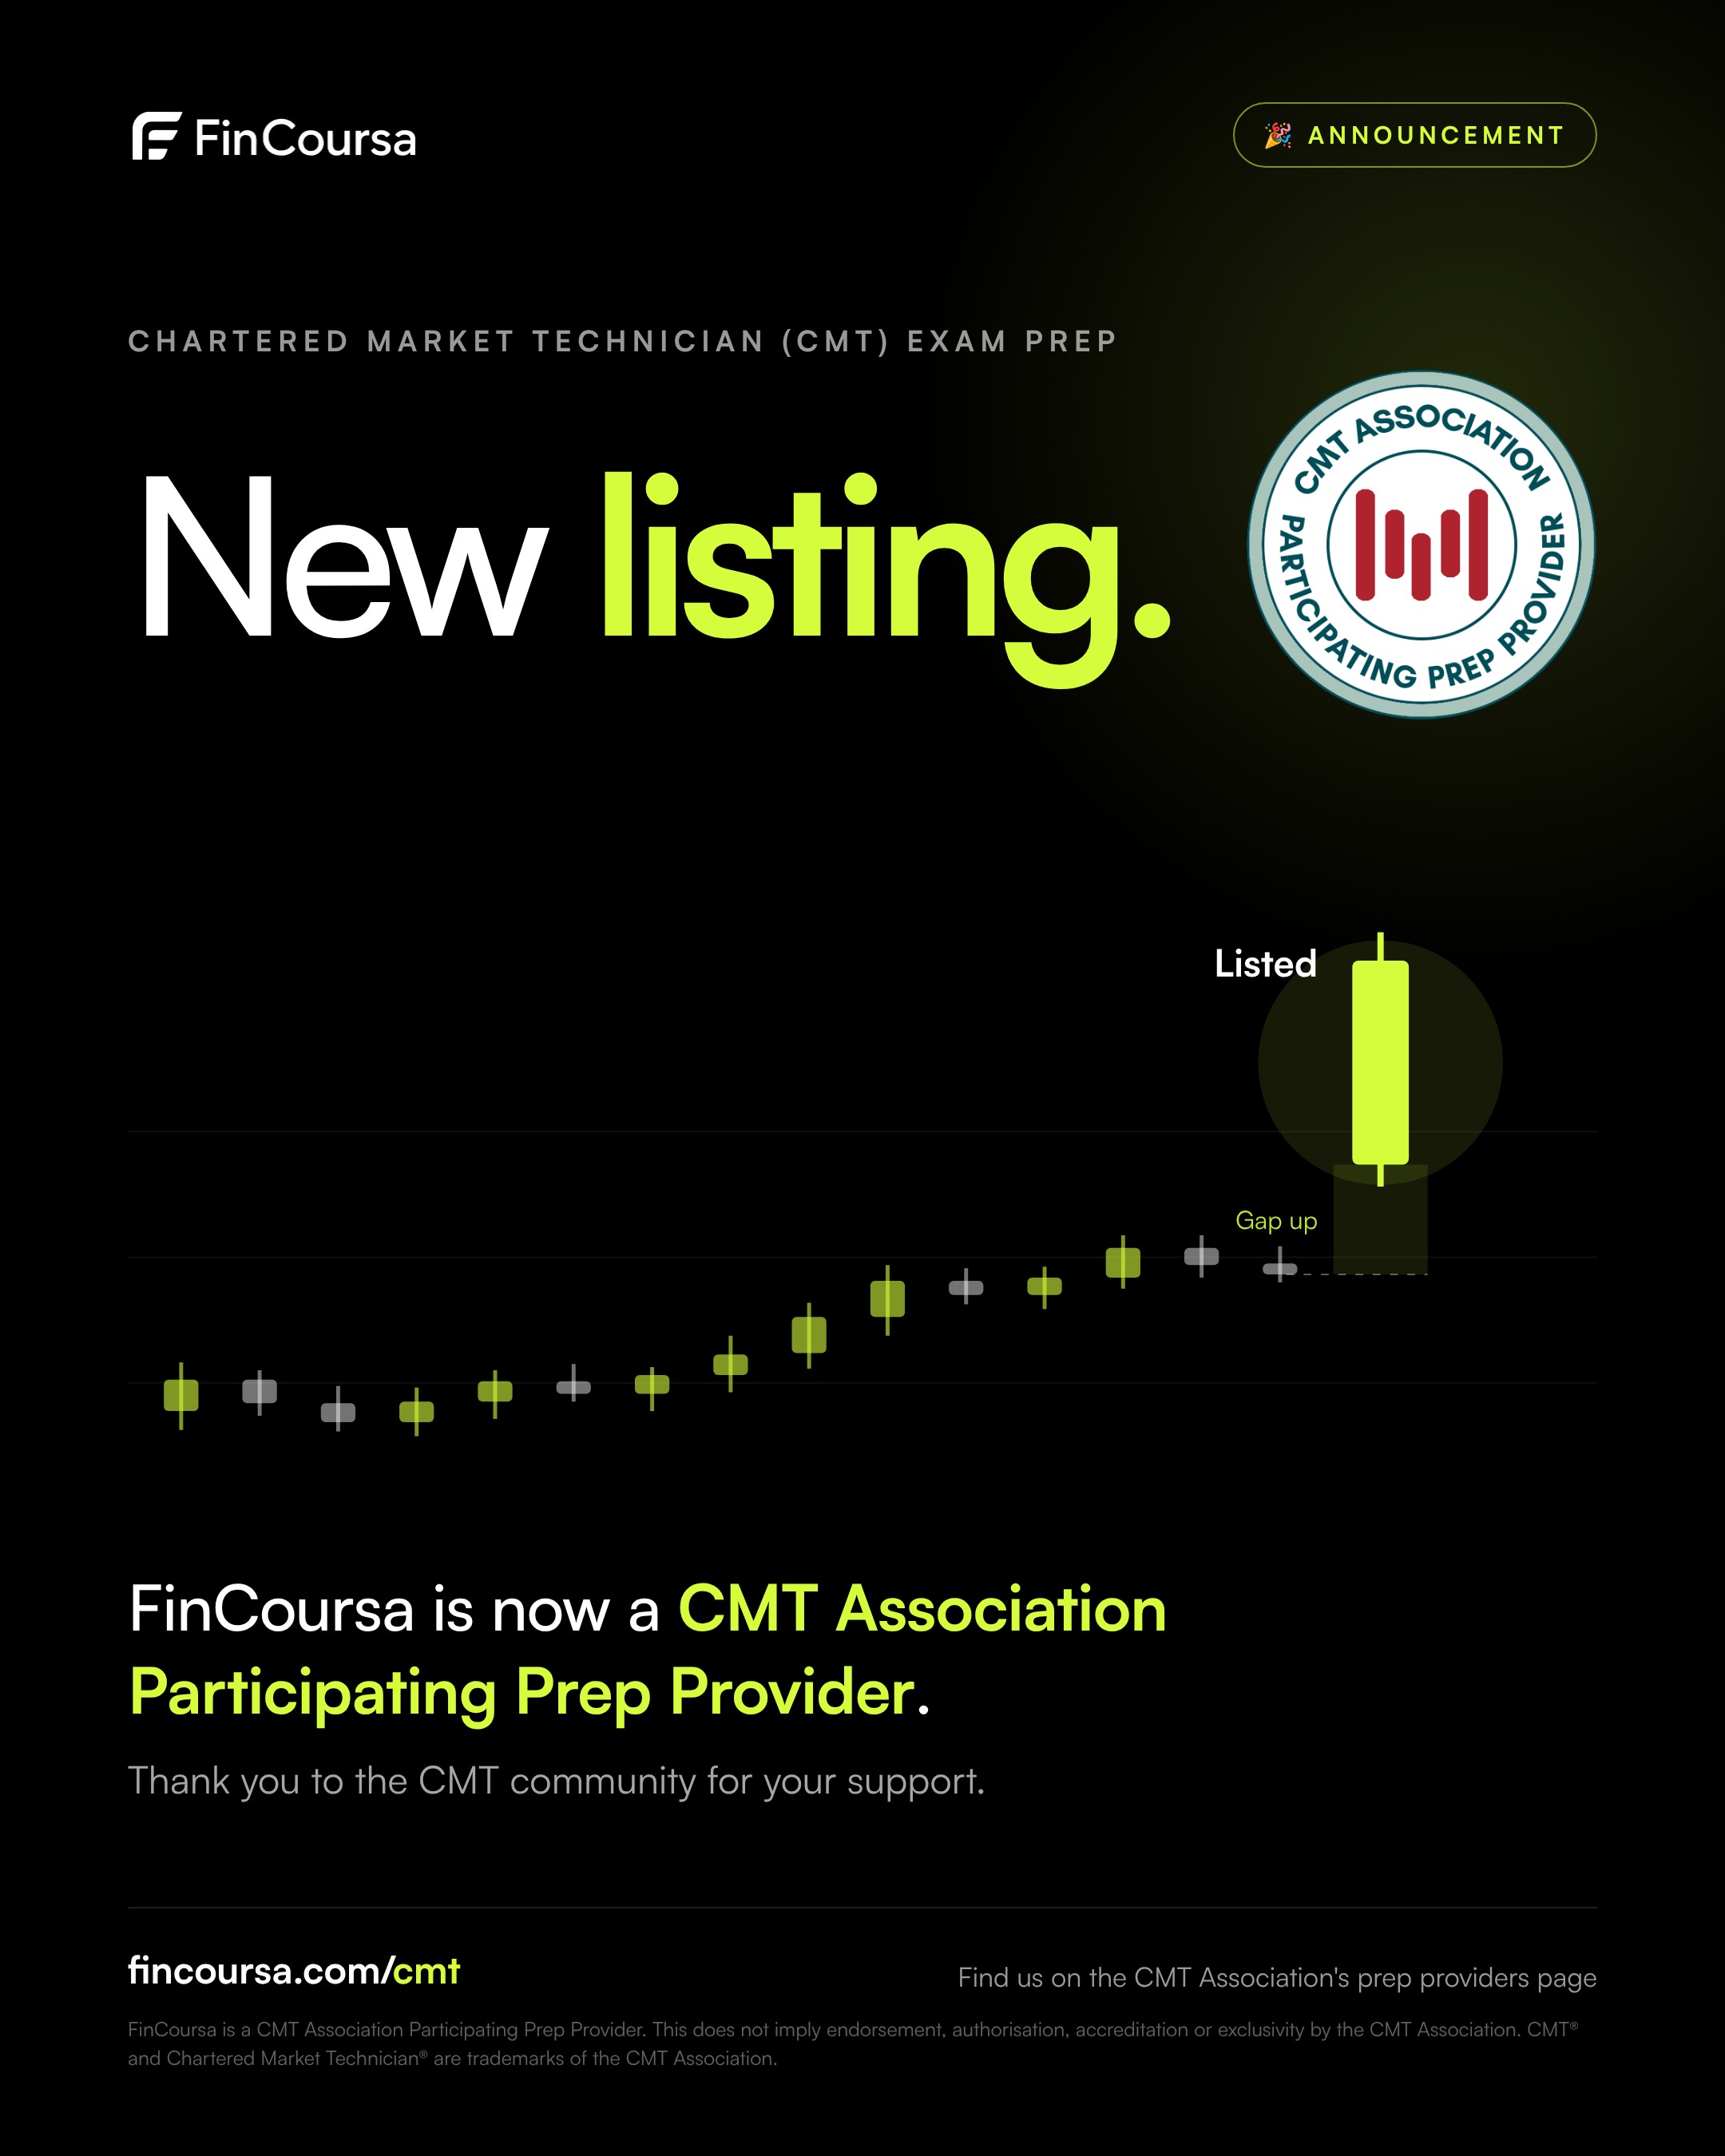 FinCoursa
🎉 ANNOUNCEMENT
CHARTERED MARKET TECHNICIAN (CMT) EXAM PREP
New listing.
CMT ASSOCIATION
PARTICIPATING PREP PROVIDER
Listed
Gap up
FinCoursa is now a CMT Association
Participating Prep Provider.
Thank you to the CMT community for your support.
fincoursa.com/cmt
Find us on the CMT Association's prep providers page
FinCoursa is a CMT Association Participating Prep Provider. This does not imply endorsement, authorisation, accreditation or exclusivity by the CMT Association. CMT®
and Chartered Market Technician® are trademarks of the CMT Association.